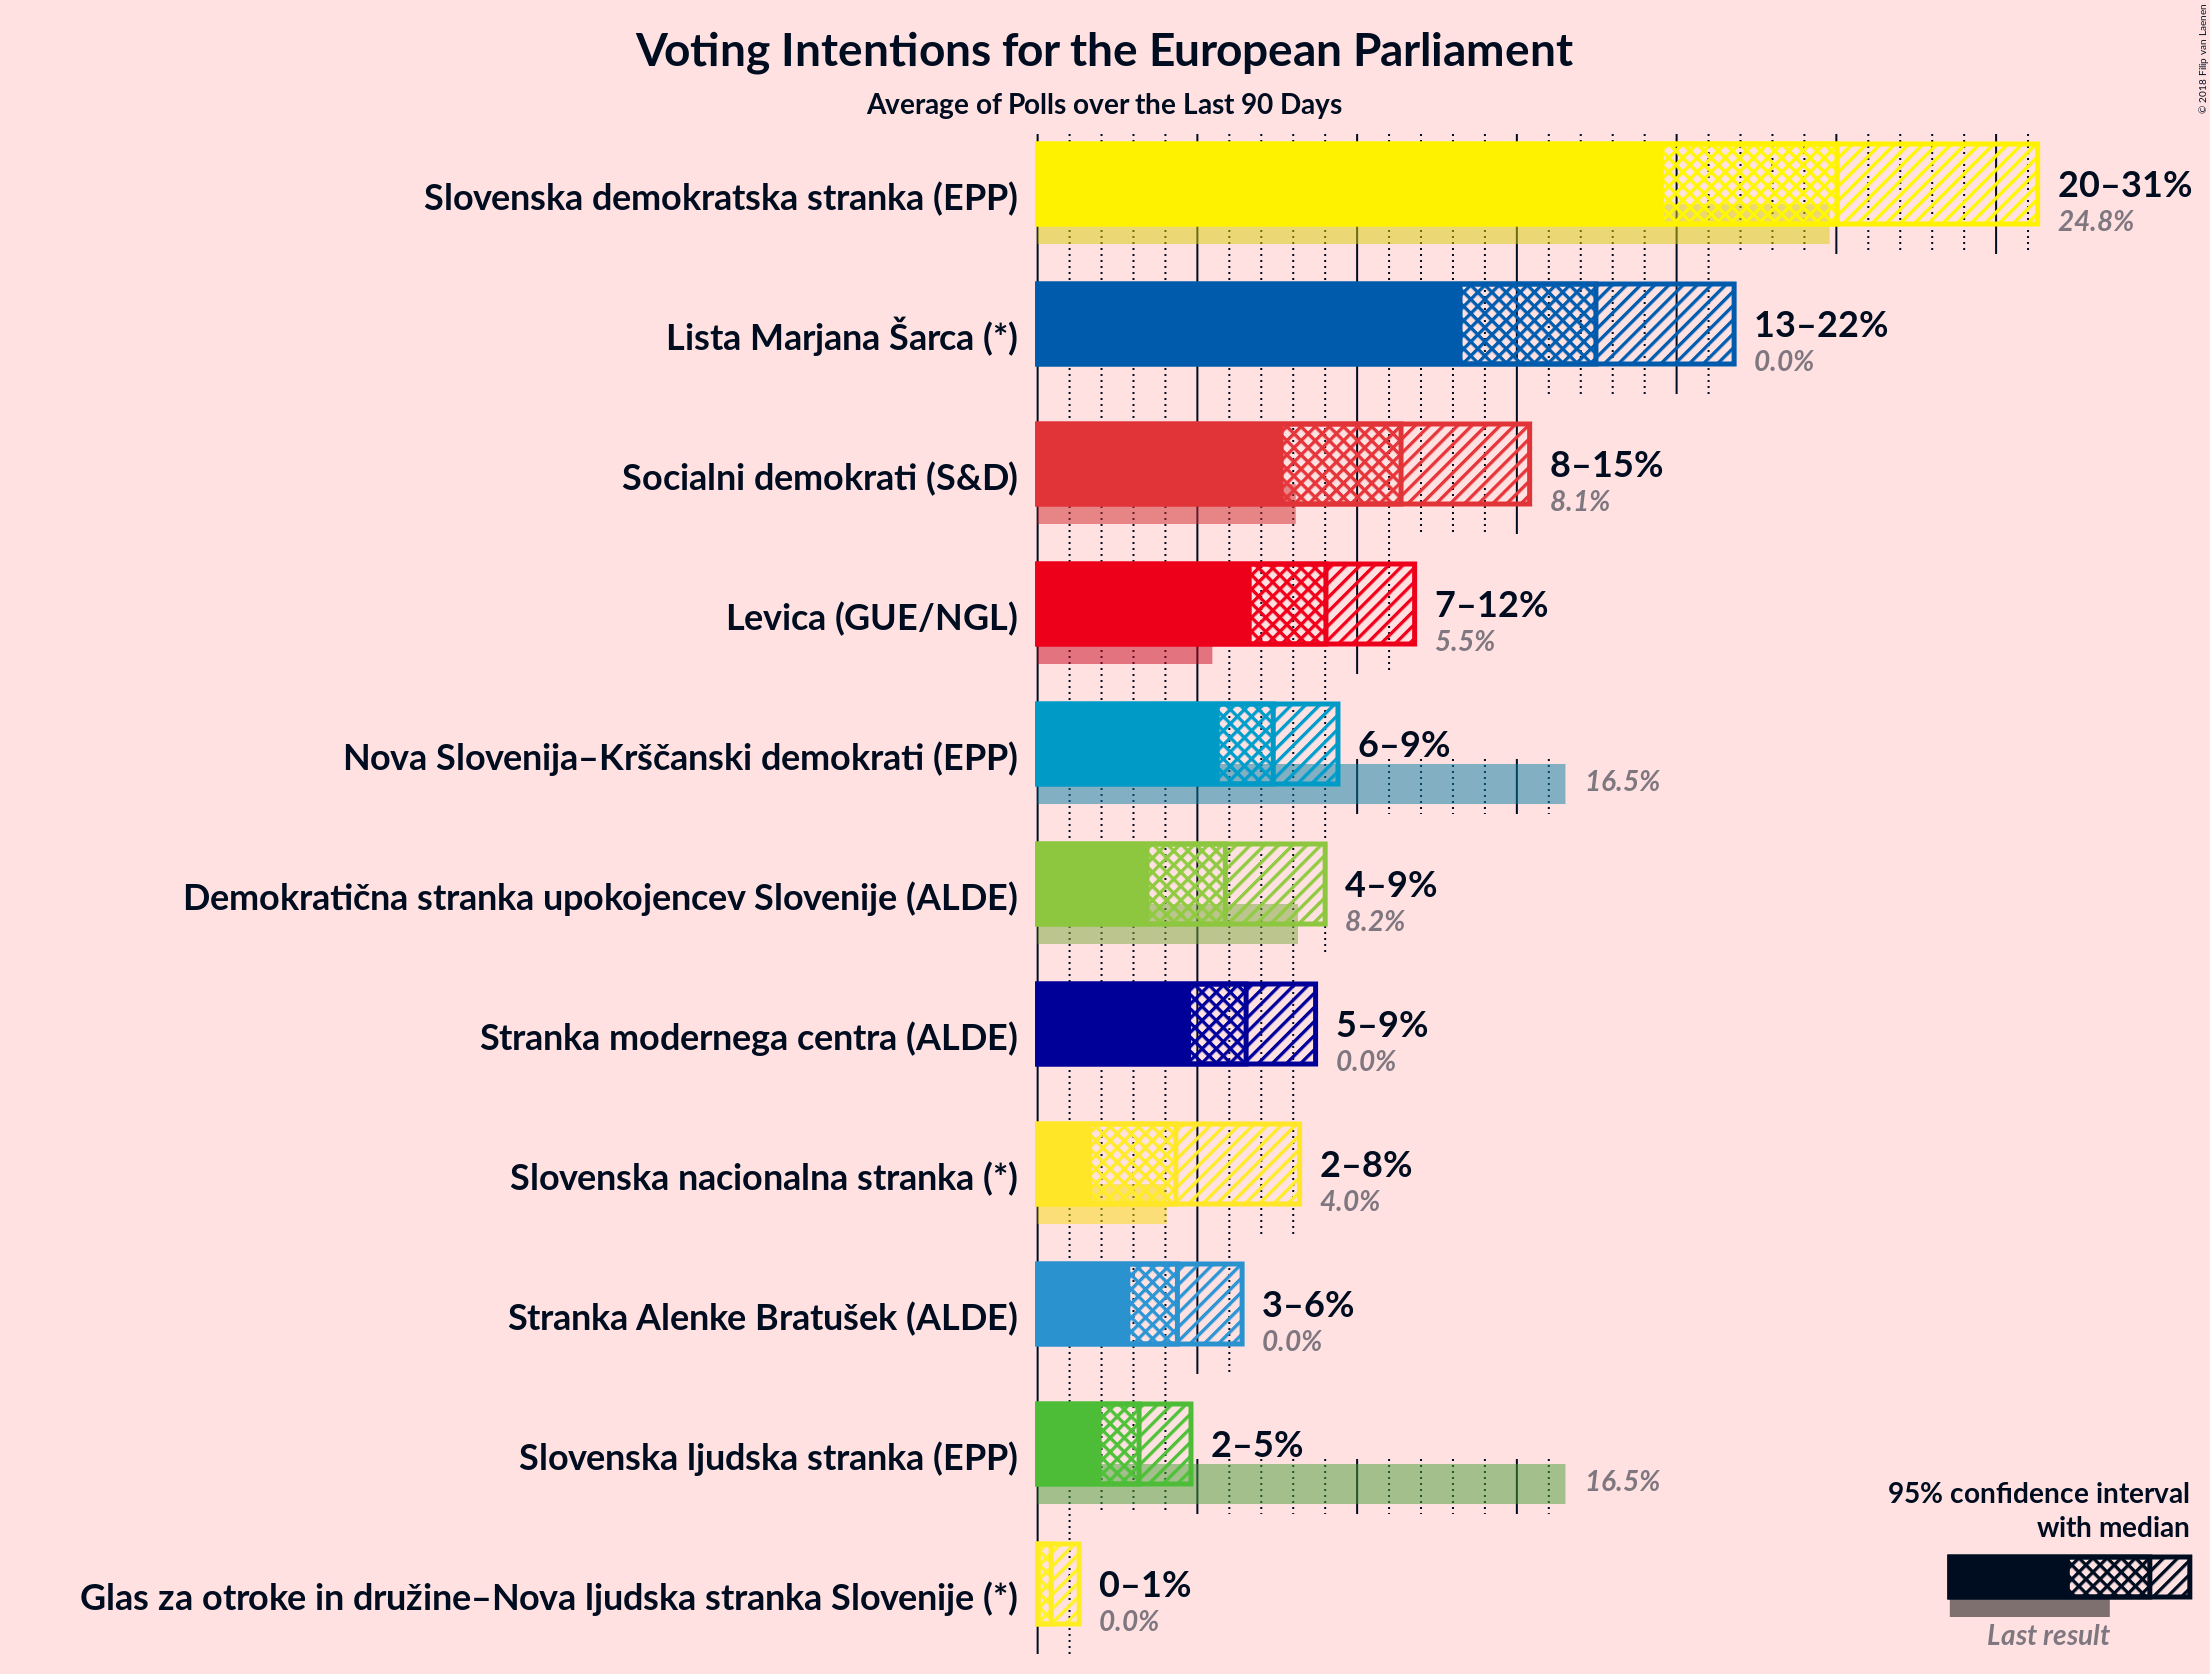 Voting Intentions for the European Parliament
Average of Polls over the Last 90 Days
© 2018 Filip van Laenen
Slovenska demokratska stranka (EPP)
20–31%
24.8%
Lista Marjana Šarca (*)
13–22%
0.0%
Socialni demokrati (S&D)
8–15%
8.1%
Levica (GUE/NGL)
7–12%
5.5%
Nova Slovenija–Krščanski demokrati (EPP)
6–9%
16.5%
Demokratična stranka upokojencev Slovenije (ALDE)
4–9%
8.2%
Stranka modernega centra (ALDE)
5–9%
0.0%
Slovenska nacionalna stranka (*)
2–8%
4.0%
Stranka Alenke Bratušek (ALDE)
3–6%
0.0%
Slovenska ljudska stranka (EPP)
2–5%
16.5%
Glas za otroke in družine–Nova ljudska stranka Slovenije (*)
0–1%
0.0%
95% confidence interval
with median
Last result